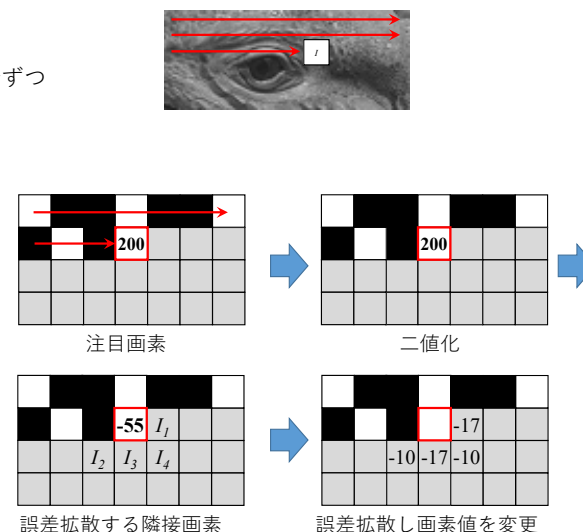 I
ずつ
200
200
注目画素
二値化
-55 I₁
I₂ I₃ I₄
-17
-10 -17 -10
誤差拡散する隣接画素
誤差拡散し画素値を変更